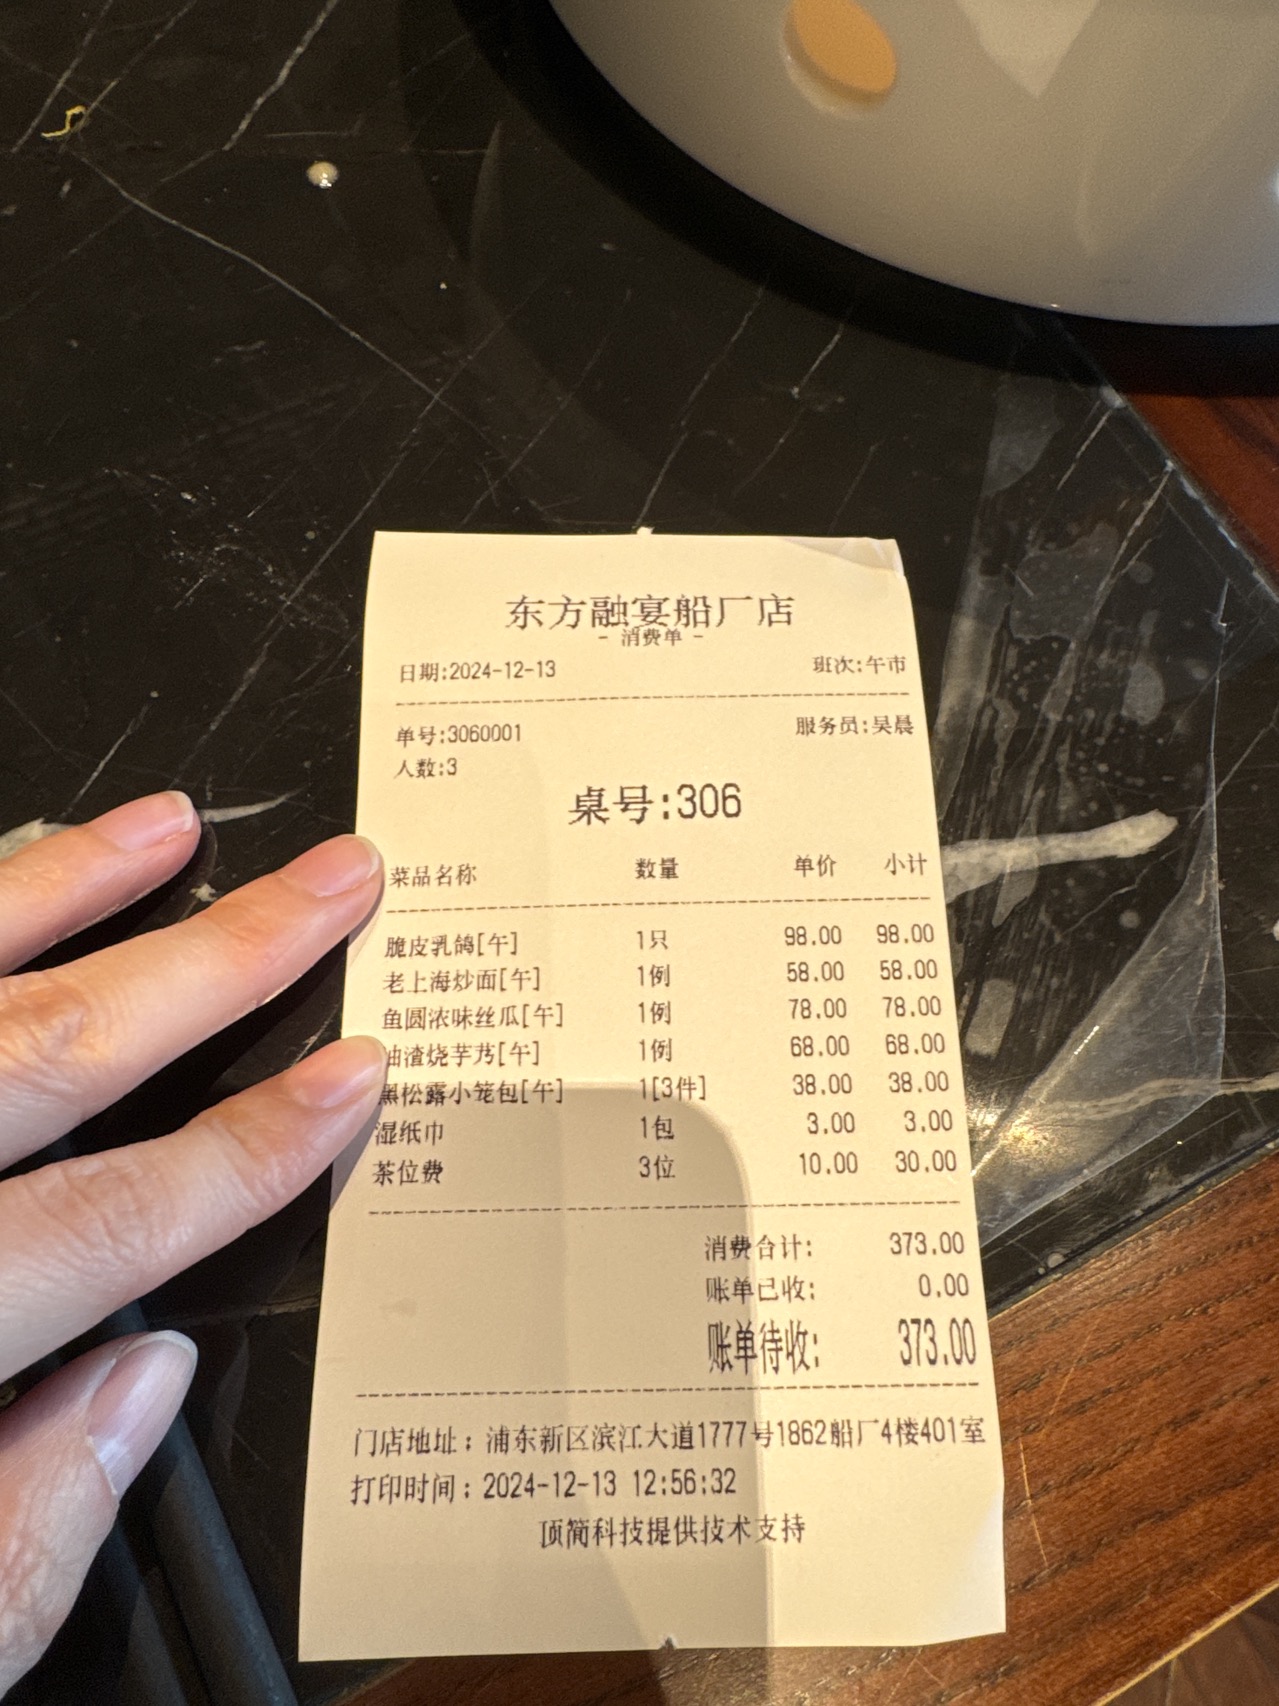 东方融宴船厂店
- 消费单 -
日期:2024-12-13 班次:午市
单号:3060001 服务员:吴晨
人数:3
桌号:306
菜品名称 数量 单价 小计
脆皮乳鸽[午] 1只 98.00 98.00
老上海炒面[午] 1例 58.00 58.00
鱼圆浓味丝瓜[午] 1例 78.00 78.00
油渣烧芋艿[午] 1例 68.00 68.00
黑松露小笼包[午] 1[3件] 38.00 38.00
湿纸巾 1包 3.00 3.00
茶位费 3位 10.00 30.00
消费合计: 373.00
账单已收: 0.00
账单待收: 373.00
门店地址：浦东新区滨江大道1777号1862船厂4楼401室
打印时间：2024-12-13 12:56:32
顶简科技提供技术支持